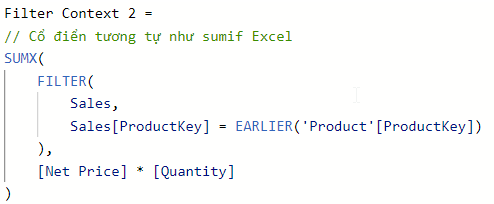 Filter Context 2 =
// Cổ điển tương tự như sumif Excel
SUMX(
FILTER(
Sales,
Sales[ProductKey] = EARLIER('Product'[ProductKey])
),
[Net Price] * [Quantity]
)